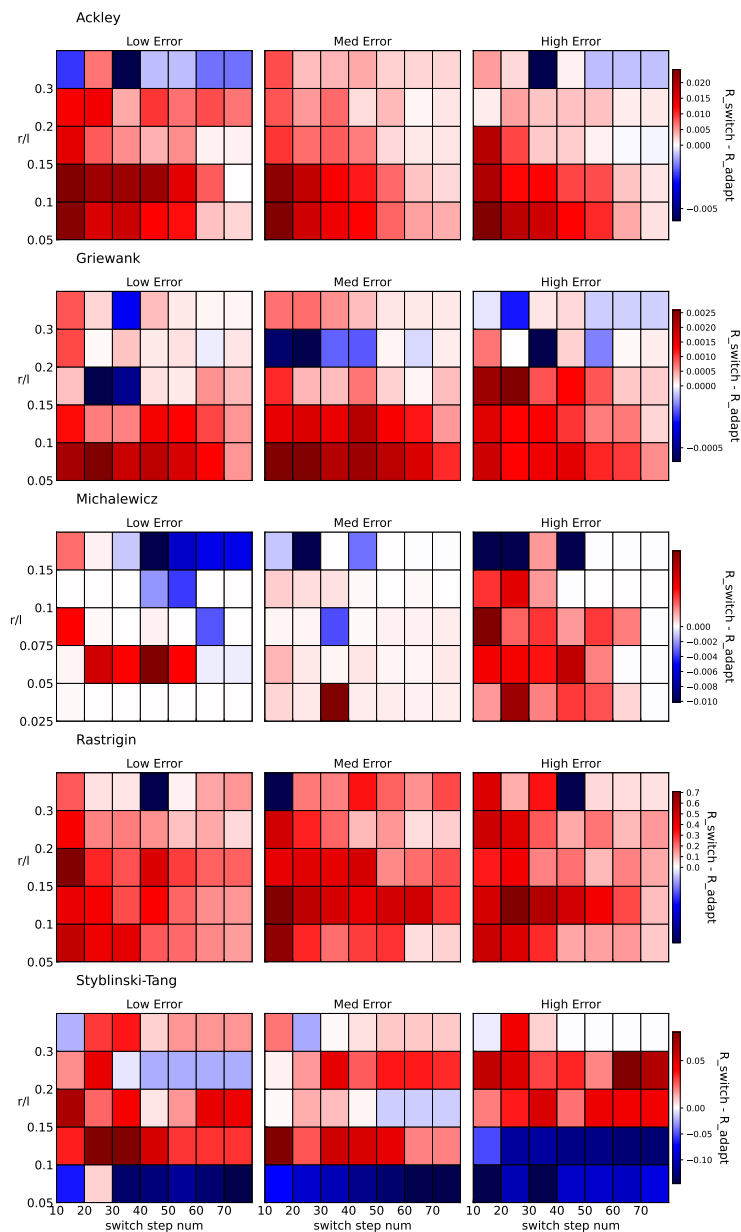 Ackley
Low Error Med Error High Error
0.3
0.2
r/l
0.15
0.1
0.05
0.020
0.015
0.010
0.005
0.000
−0.005
R_switch - R_adapt
Griewank
Low Error Med Error High Error
0.3
0.2
r/l
0.15
0.1
0.05
0.0025
0.0020
0.0015
0.0010
0.0005
0.0000
−0.0005
R_switch - R_adapt
Michalewicz
Low Error Med Error High Error
0.15
0.1
r/l
0.075
0.05
0.025
0.000
−0.002
−0.004
−0.006
−0.008
−0.010
R_switch - R_adapt
Rastrigin
Low Error Med Error High Error
0.3
0.2
r/l
0.15
0.1
0.05
0.7
0.6
0.5
0.4
0.3
0.2
0.1
0.0
R_switch - R_adapt
Styblinski-Tang
Low Error Med Error High Error
0.3
0.2
r/l
0.15
0.1
0.05
0.05
0.00
−0.05
−0.10
R_switch - R_adapt
10 20 30 40 50 60 70 10 20 30 40 50 60 70 10 20 30 40 50 60 70
switch step num switch step num switch step num